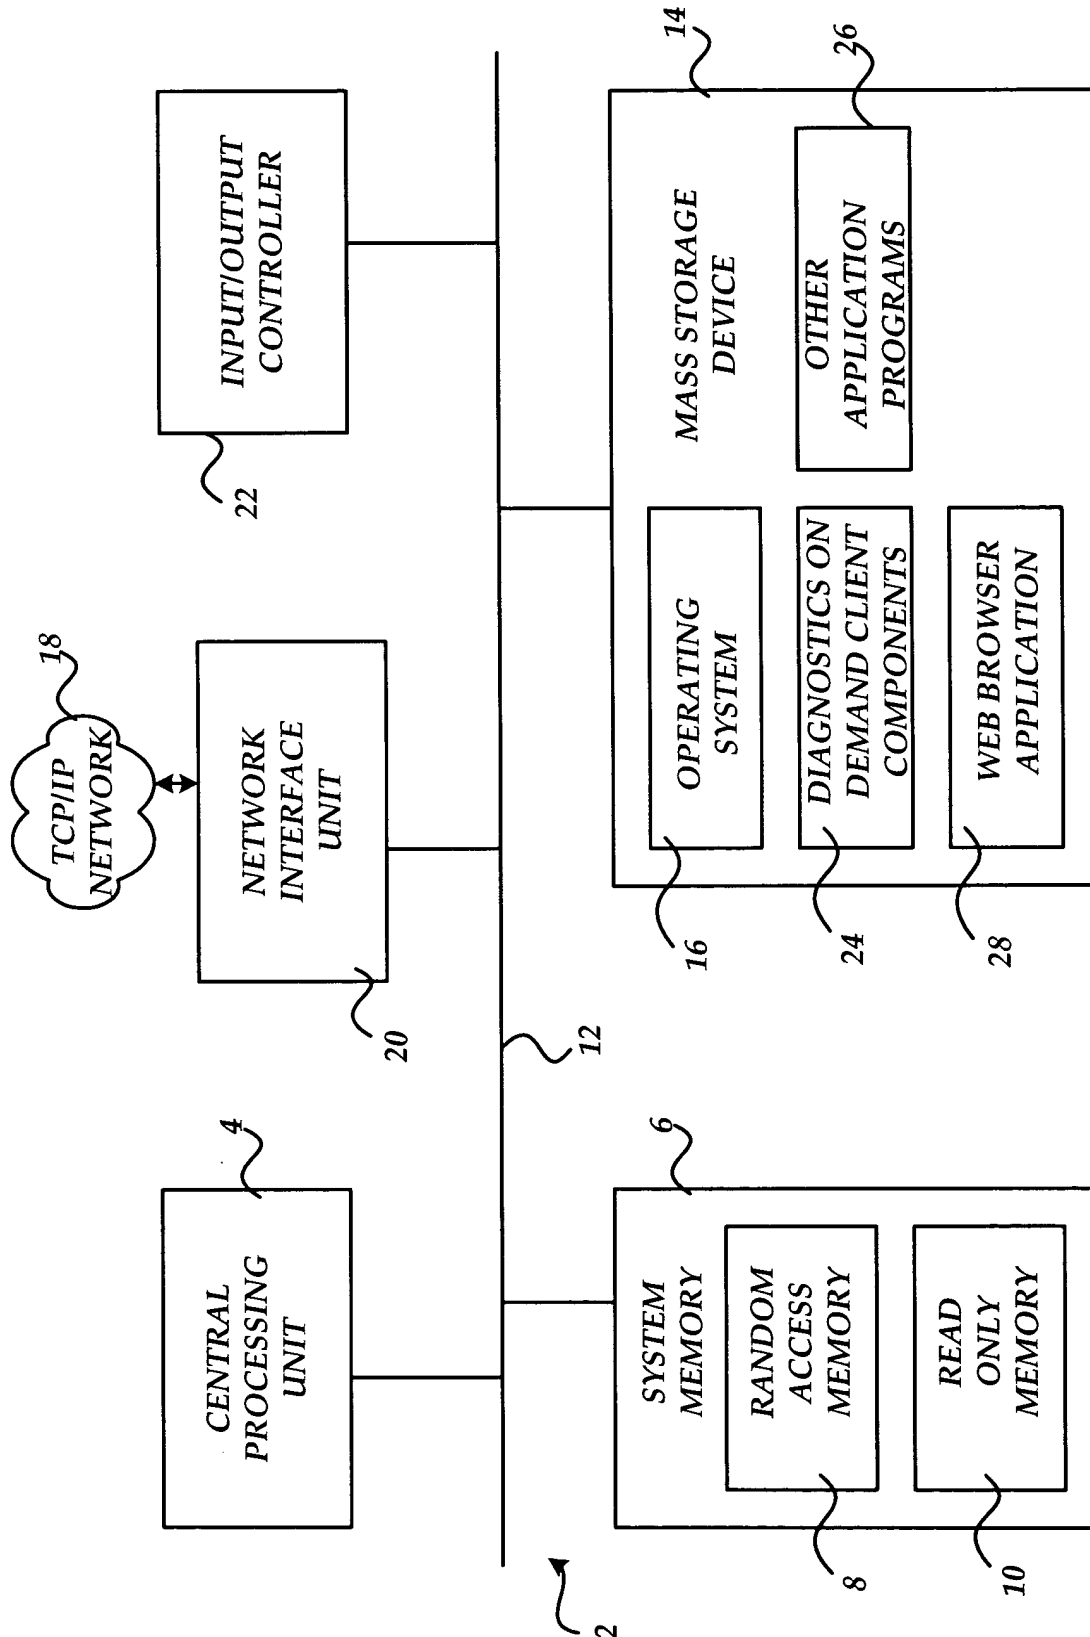 18
TCP/IP
NETWORK
4
CENTRAL
PROCESSING
UNIT
NETWORK
INTERFACE
UNIT
20
INPUT/OUTPUT
CONTROLLER
22
12
2
6
SYSTEM
MEMORY
RANDOM
ACCESS
MEMORY
8
READ
ONLY
MEMORY
10
14
MASS STORAGE
DEVICE
OPERATING
SYSTEM
16
DIAGNOSTICS ON
DEMAND CLIENT
COMPONENTS
24
OTHER
APPLICATION
PROGRAMS
26
WEB BROWSER
APPLICATION
28